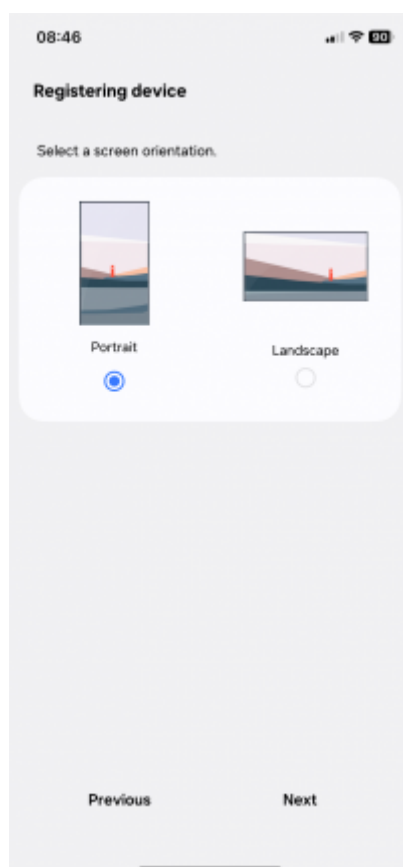 08:46
90
Registering device
Select a screen orientation.
Portrait
Landscape
Previous
Next